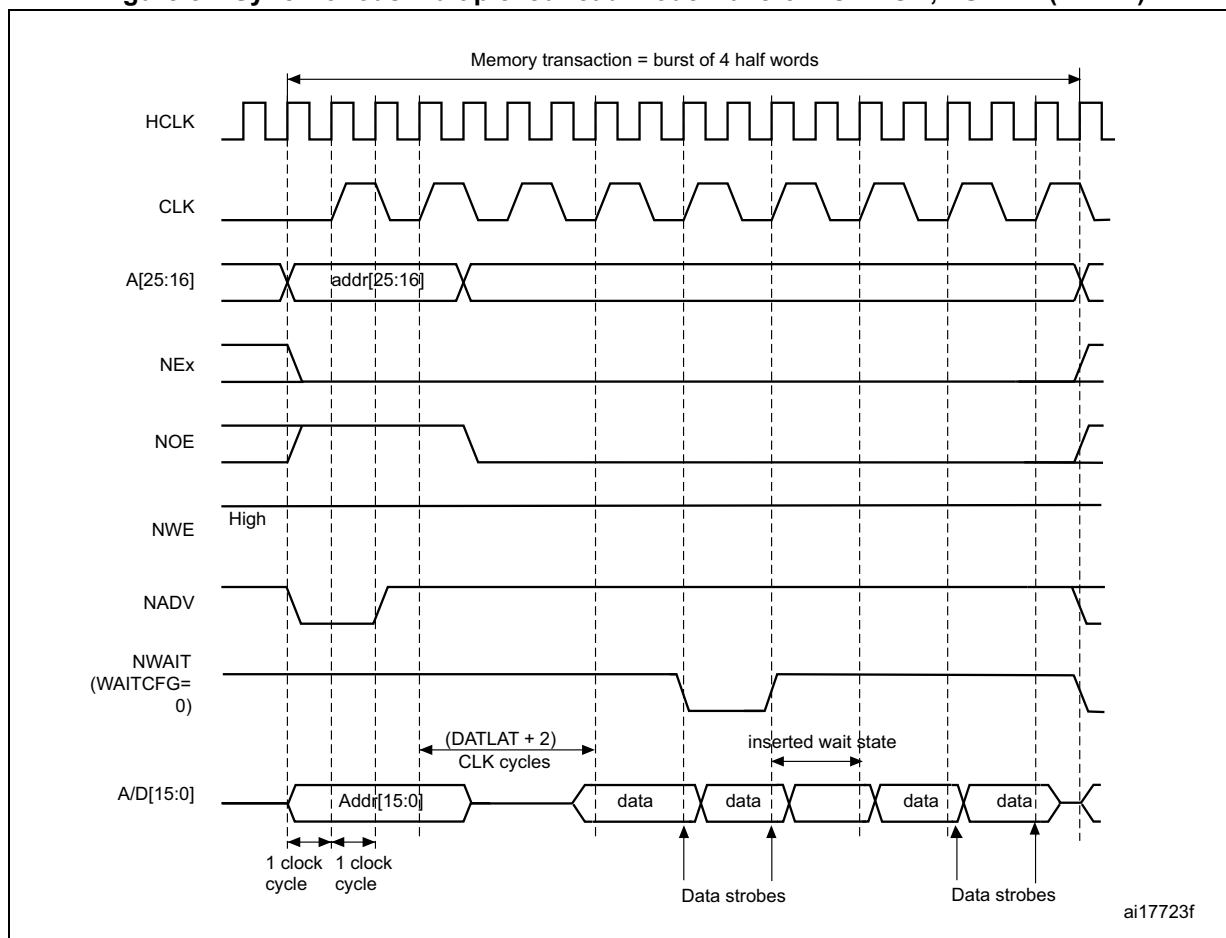 Memory transaction = burst of 4 half words
HCLK
CLK
A[25:16]
addr[25:16]
NEx
NOE
High
NWE
NADV
NWAIT
(WAITCFG=
0)
(DATLAT + 2)
CLK cycles
inserted wait state
A/D[15:0]
Addr[15:0]
data
data
data
data
1 clock
cycle
1 clock
cycle
Data strobes
Data strobes
ai17723f